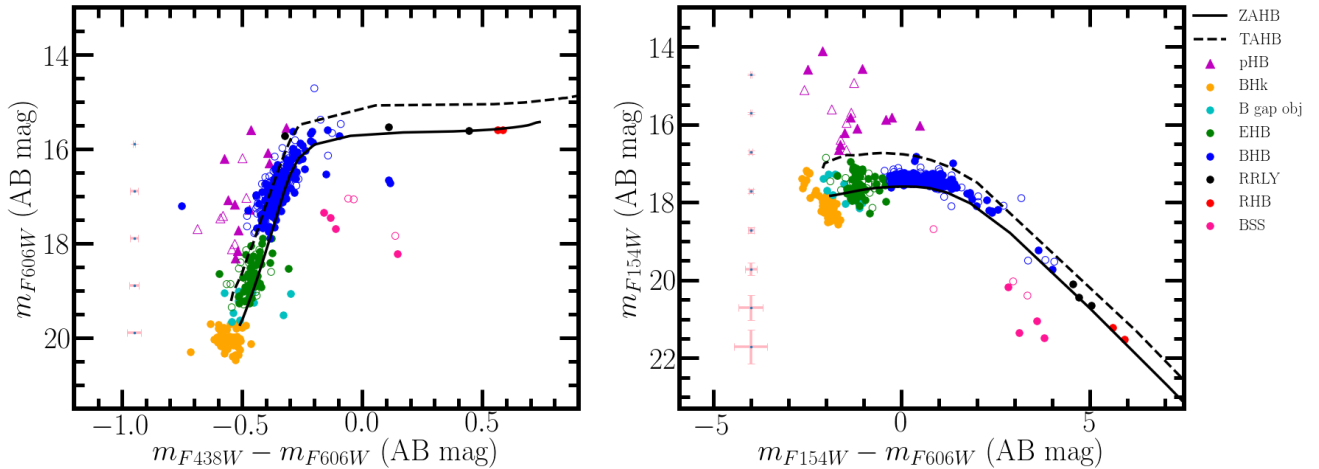 14
16
18
20
m_{F606W} (AB mag)
−1.0
−0.5
0.0
0.5
m_{F438W} − m_{F606W} (AB mag)
14
16
18
20
22
m_{F154W} (AB mag)
−5
0
5
m_{F154W} − m_{F606W} (AB mag)
ZAHB
TAHB
pHB
BHk
B gap obj
EHB
BHB
RRLY
RHB
BSS